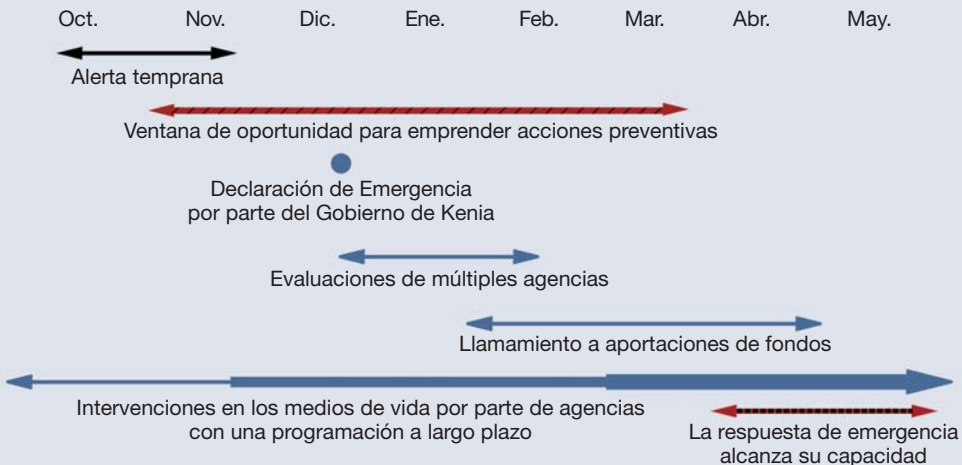 Oct. Nov. Dic. Ene. Feb. Mar. Abr. May.
Alerta temprana
Ventana de oportunidad para emprender acciones preventivas
Declaración de Emergencia
por parte del Gobierno de Kenia
Evaluaciones de múltiples agencias
Llamamiento a aportaciones de fondos
Intervenciones en los medios de vida por parte de agencias
con una programación a largo plazo
La respuesta de emergencia
alcanza su capacidad